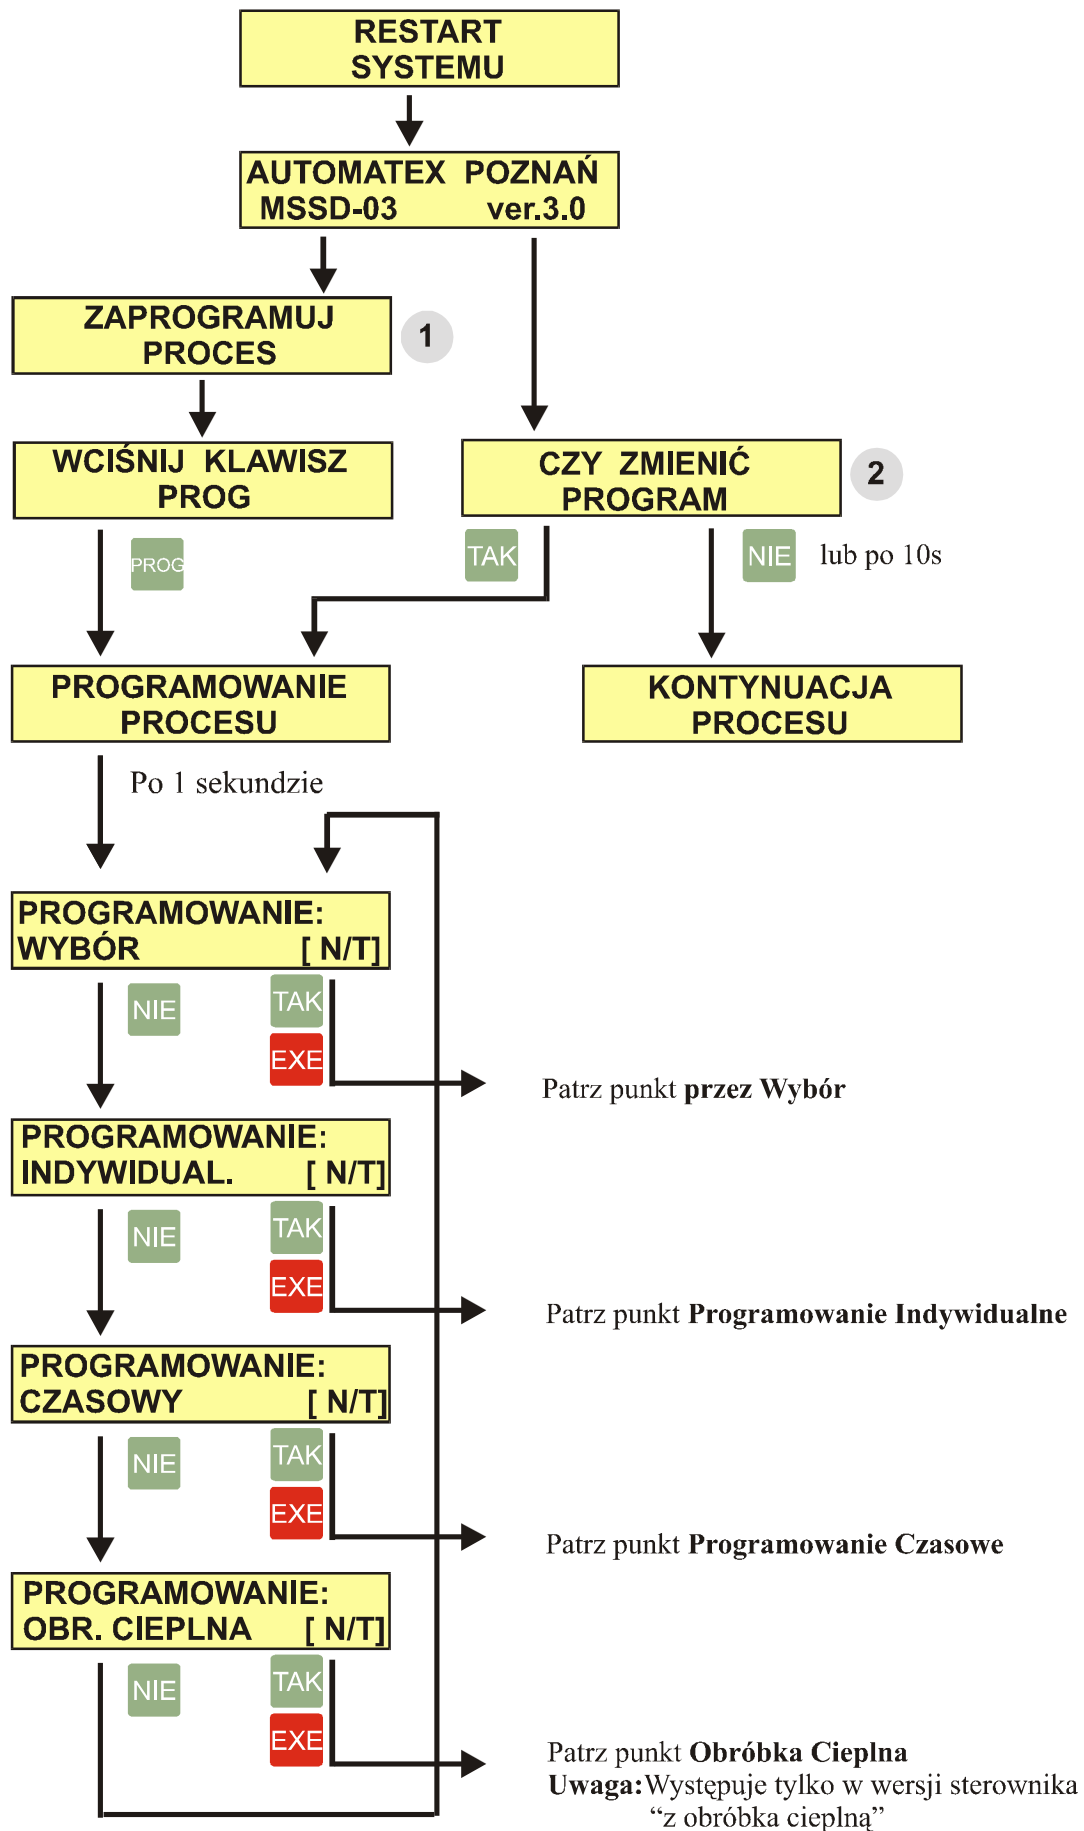 RESTART
SYSTEMU
AUTOMATEX POZNAŃ
MSSD-03 ver.3.0
ZAPROGRAMUJ
PROCES
1
WCIŚNIJ KLAWISZ
PROG
CZY ZMIENIĆ
PROGRAM
2
PROG
TAK
NIE
lub po 10s
PROGRAMOWANIE
PROCESU
KONTYNUACJA
PROCESU
Po 1 sekundzie
PROGRAMOWANIE:
WYBÓR [ N/T]
NIE
TAK
EXE
Patrz punkt przez Wybór
PROGRAMOWANIE:
INDYWIDUAL. [ N/T]
NIE
TAK
EXE
Patrz punkt Programowanie Indywidualne
PROGRAMOWANIE:
CZASOWY [ N/T]
NIE
TAK
EXE
Patrz punkt Programowanie Czasowe
PROGRAMOWANIE:
OBR. CIEPLNA [ N/T]
NIE
TAK
EXE
Patrz punkt Obróbka Cieplna
Uwaga:Występuje tylko w wersji sterownika
“z obróbka cieplną”